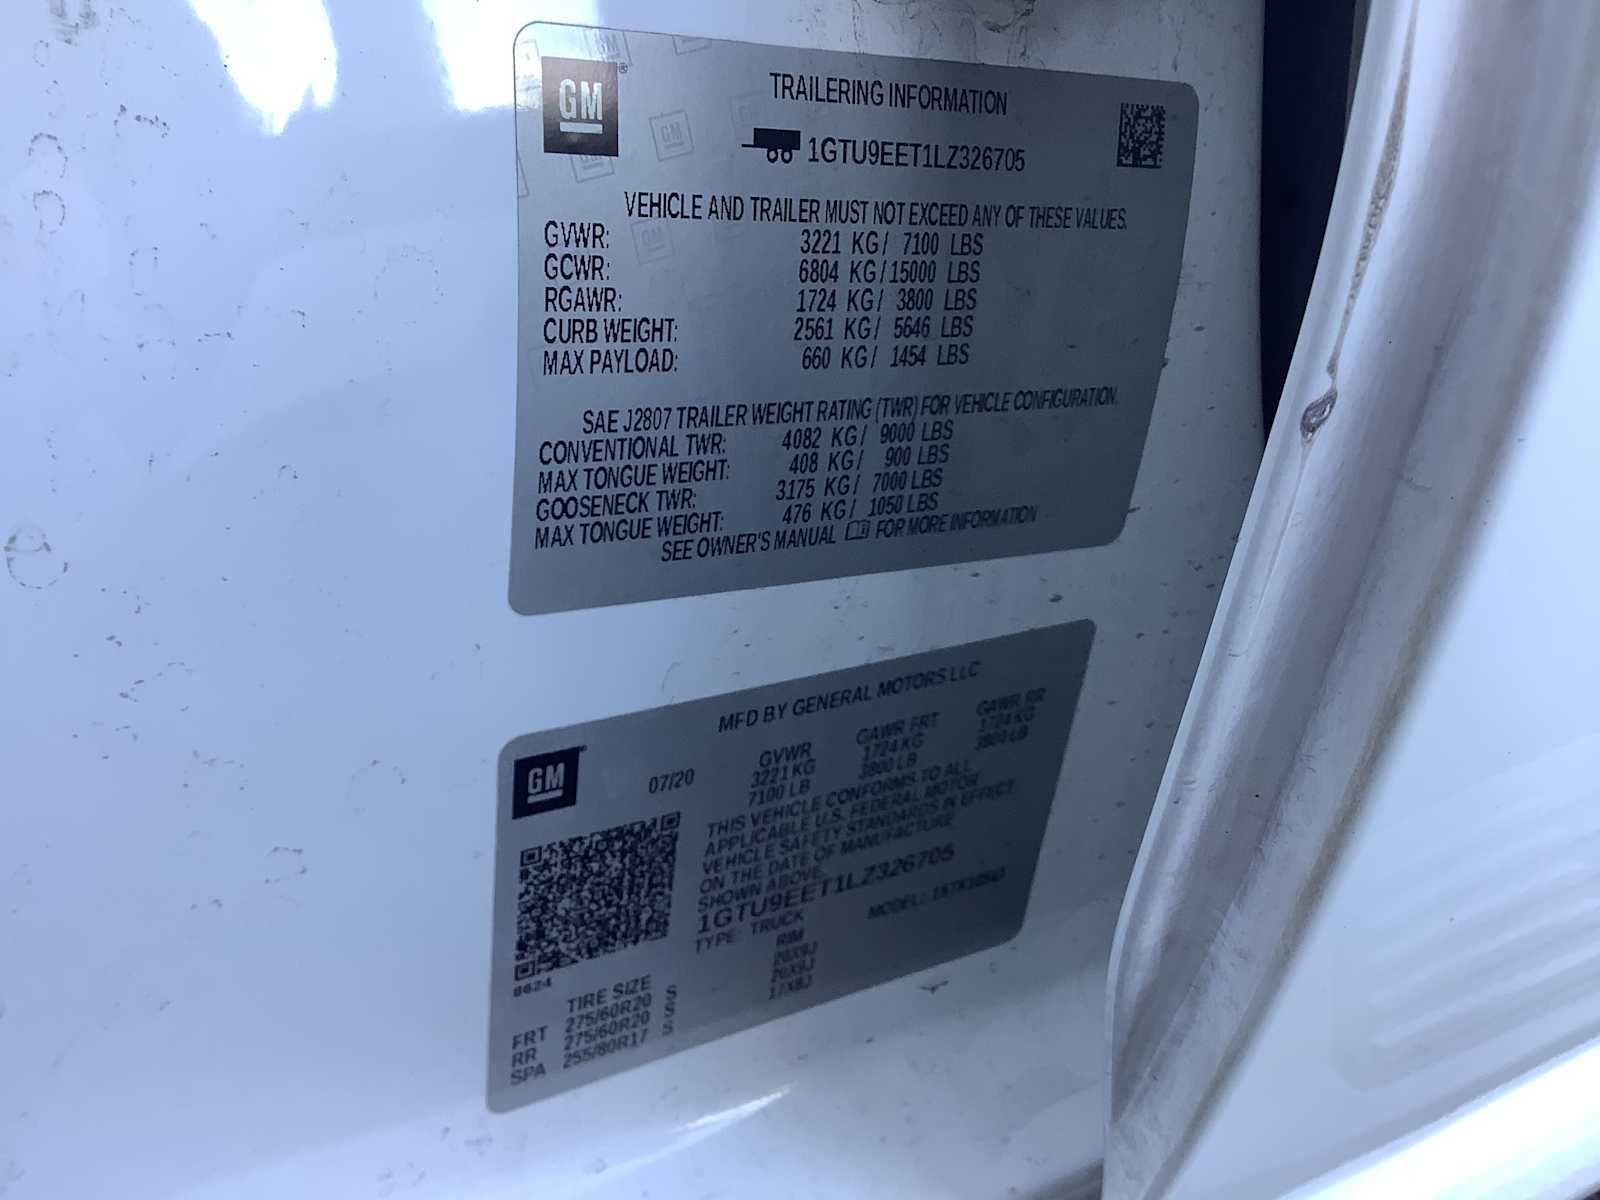 GM
TRAILERING INFORMATION
1GTU9EET1LZ326705
VEHICLE AND TRAILER MUST NOT EXCEED ANY OF THESE VALUES.
GVWR: 3221 KG/ 7100 LBS
GCWR: 6804 KG/15000 LBS
RGAWR: 1724 KG/ 3800 LBS
CURB WEIGHT: 2561 KG/ 5646 LBS
MAX PAYLOAD: 660 KG/ 1454 LBS
SAE J2807 TRAILER WEIGHT RATING (TWR) FOR VEHICLE CONFIGURATION.
CONVENTIONAL TWR: 4082 KG/ 9000 LBS
MAX TONGUE WEIGHT: 408 KG/ 900 LBS
GOOSENECK TWR: 3175 KG/ 7000 LBS
MAX TONGUE WEIGHT: 476 KG/ 1050 LBS
SEE OWNER'S MANUAL FOR MORE INFORMATION
MFD BY GENERAL MOTORS LLC
GM
07/20
GVWR GAWR FRT GAWR RR
3221 KG 1724 KG 1724 KG
7100 LB 3800 LB 3800 LB
THIS VEHICLE CONFORMS TO ALL
APPLICABLE U.S. FEDERAL MOTOR
VEHICLE SAFETY STANDARDS IN EFFECT
ON THE DATE OF MANUFACTURE
SHOWN ABOVE.
1GTU9EET1LZ326705
TYPE: TRUCK MODEL:
8624
TIRE SIZE RIM
FRT 275/60R20 S 20X9J
RR 275/60R20 S 20X9J
SPA 255/80R17 S 17X8J